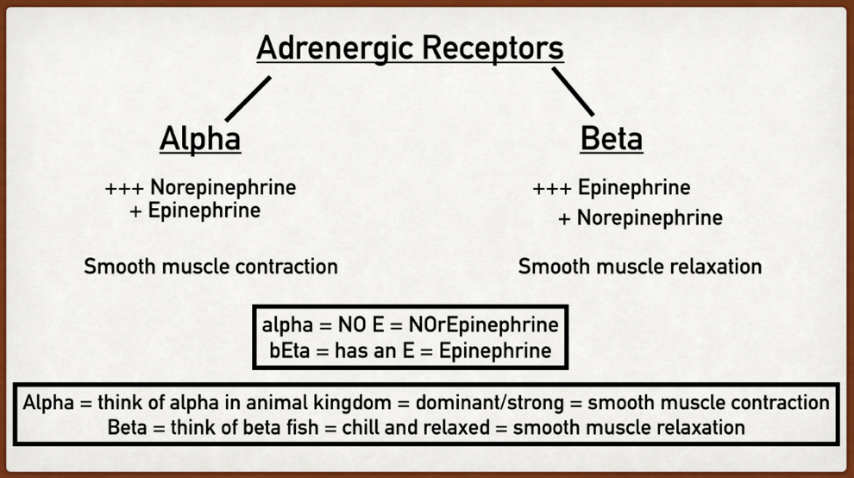 Adrenergic Receptors
Alpha
Beta
+++ Norepinephrine
+ Epinephrine
+++ Epinephrine
+ Norepinephrine
Smooth muscle contraction
Smooth muscle relaxation
alpha = NO E = NOrEpinephrine
bEta = has an E = Epinephrine
Alpha = think of alpha in animal kingdom = dominant/strong = smooth muscle contraction
Beta = think of beta fish = chill and relaxed = smooth muscle relaxation